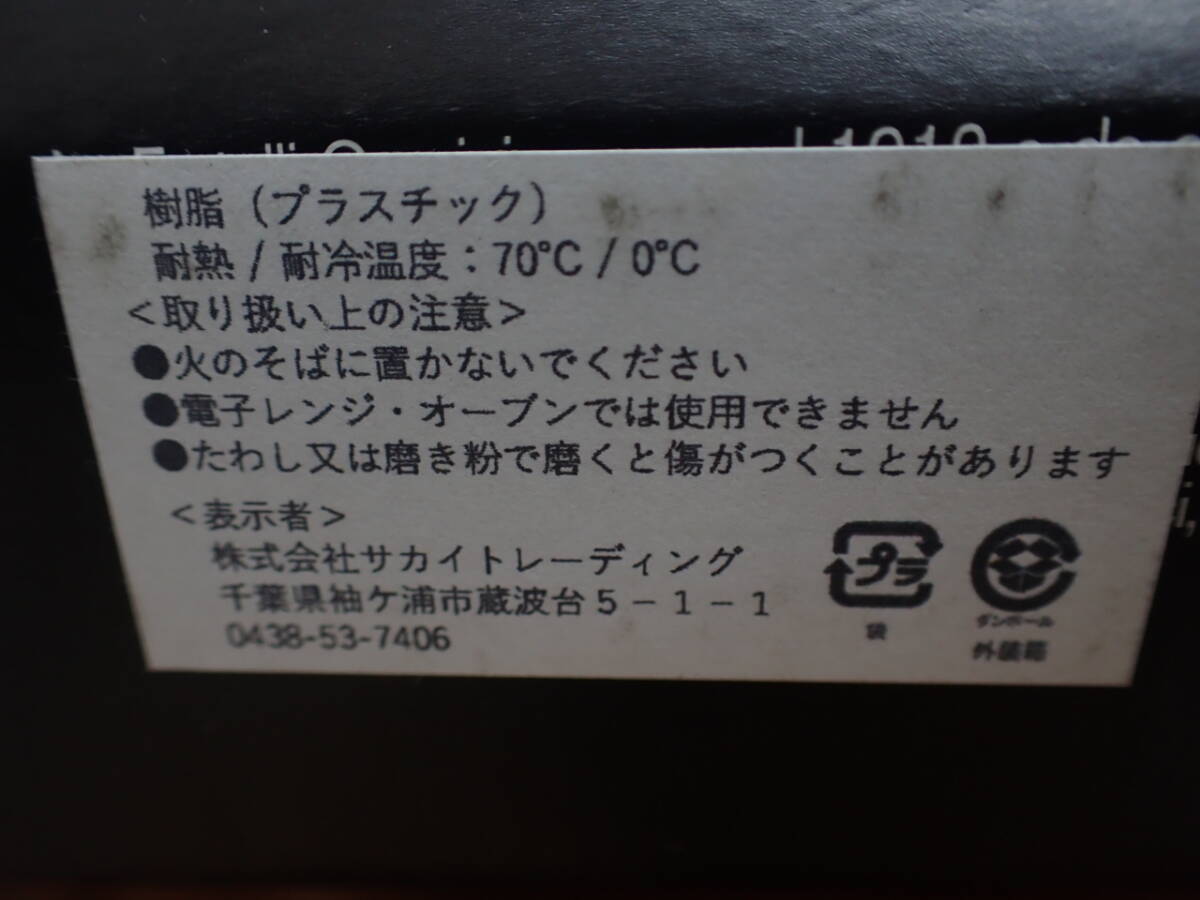 樹脂（プラスチック）
耐熱 / 耐冷温度：70°C / 0°C
＜取り扱い上の注意＞
●火のそばに置かないでください
●電子レンジ・オーブンでは使用できません
●たわし又は磨き粉で磨くと傷がつくことがあります
＜表示者＞
株式会社サカイトレーディング
千葉県袖ケ浦市蔵波台５－１－１
0438-53-7406
プラ
袋
ダンボール
外装箱